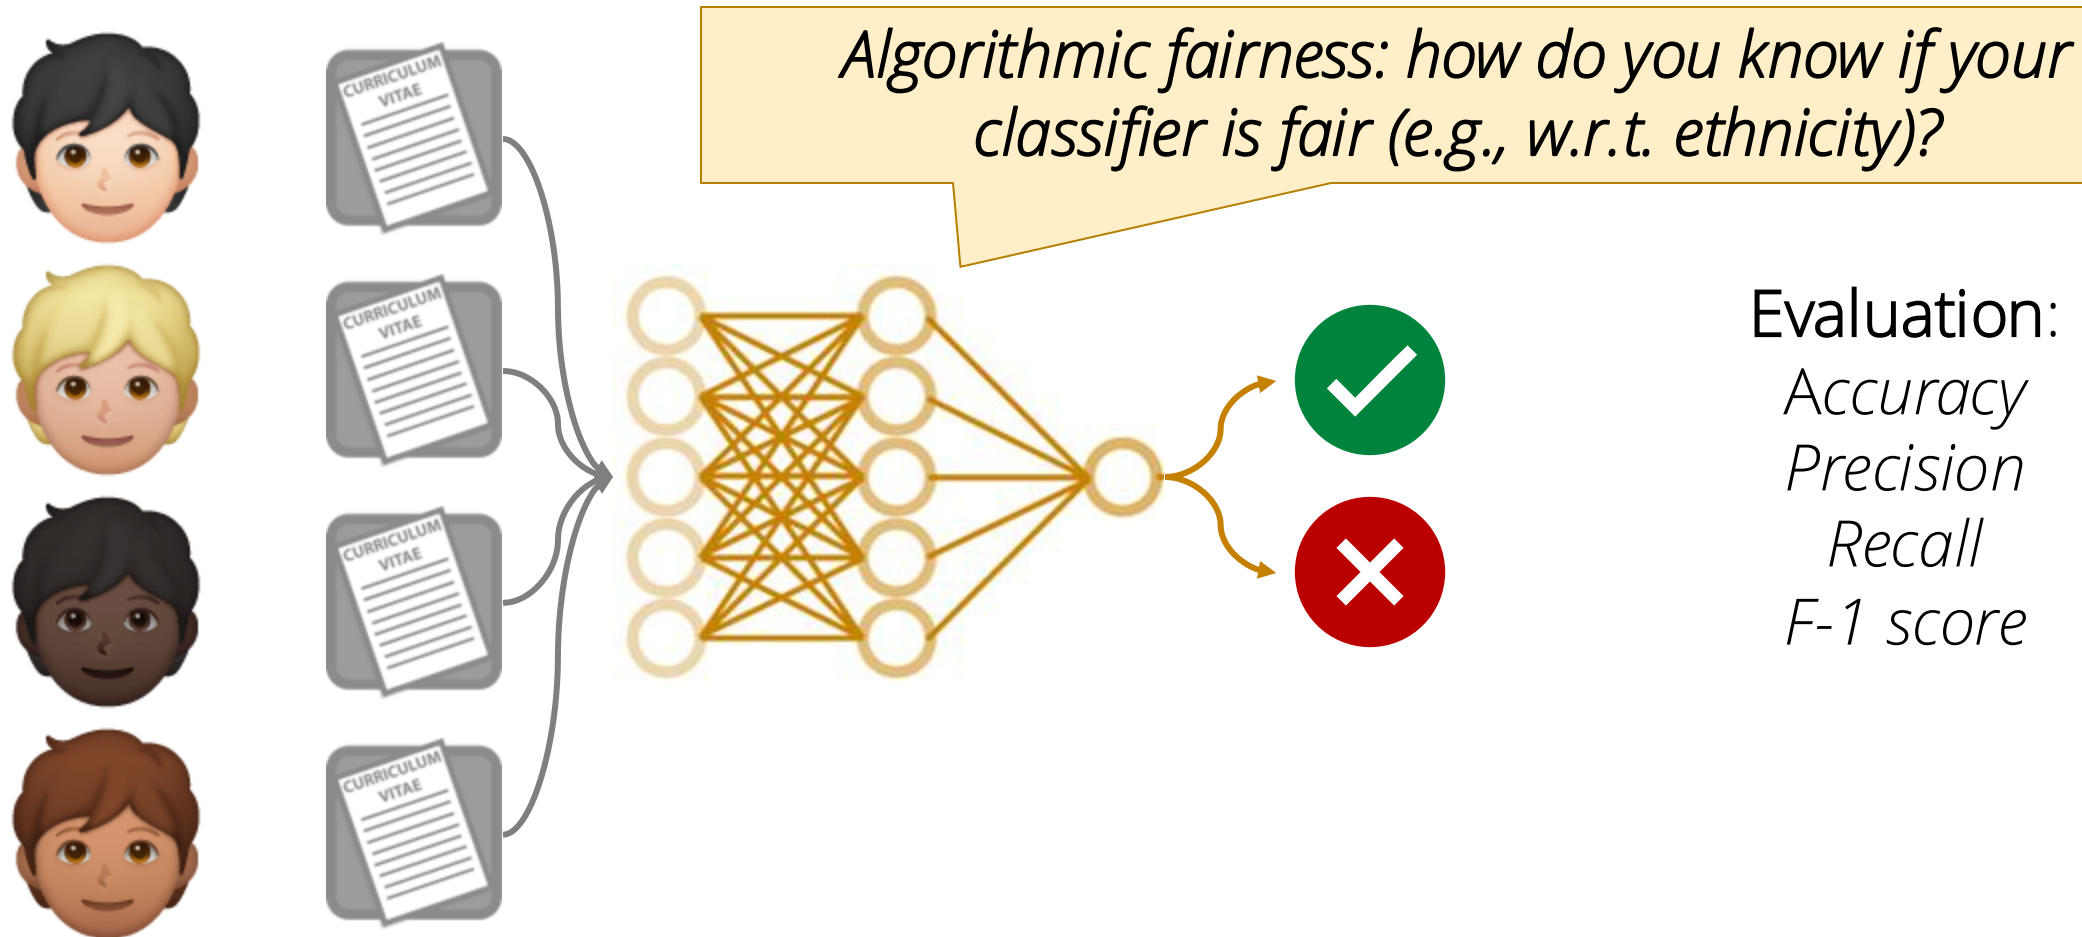 Algorithmic fairness: how do you know if your
classifier is fair (e.g., w.r.t. ethnicity)?
CURRICULUM
VITAE
CURRICULUM
VITAE
CURRICULUM
VITAE
CURRICULUM
VITAE
Evaluation:
Accuracy
Precision
Recall
F-1 score